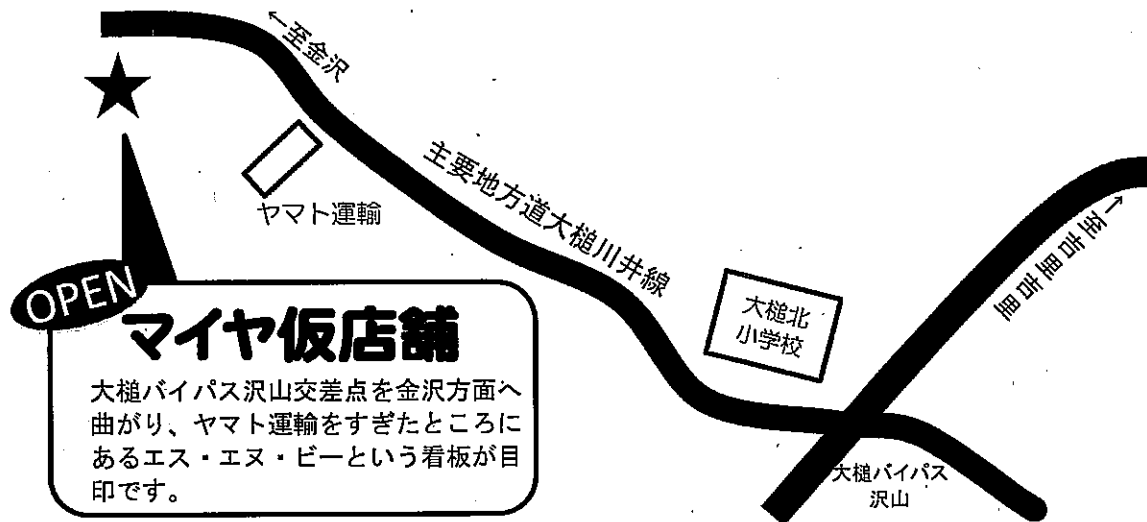 ←至金沢
主要地方道大槌川井線
←至吉里吉里
ヤマト運輸
大槌北
小学校
OPEN
マイヤ仮店舗
大槌バイパス沢山交差点を金沢方面へ
曲がり、ヤマト運輸をすぎたところに
あるエス・エヌ・ビーという看板が目
印です。
大槌バイパス
沢山